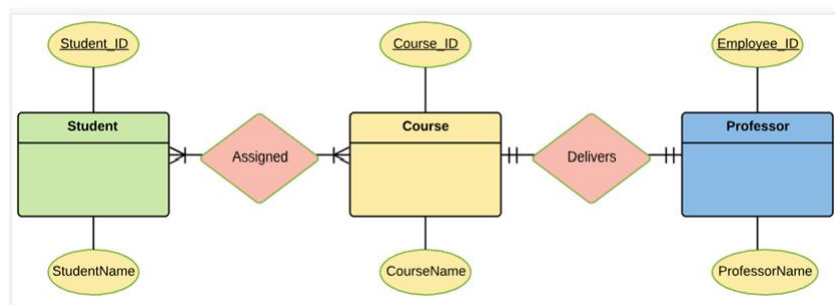 Student_ID
Course_ID
Employee_ID
Student
Course
Professor
Assigned
Delivers
StudentName
CourseName
ProfessorName